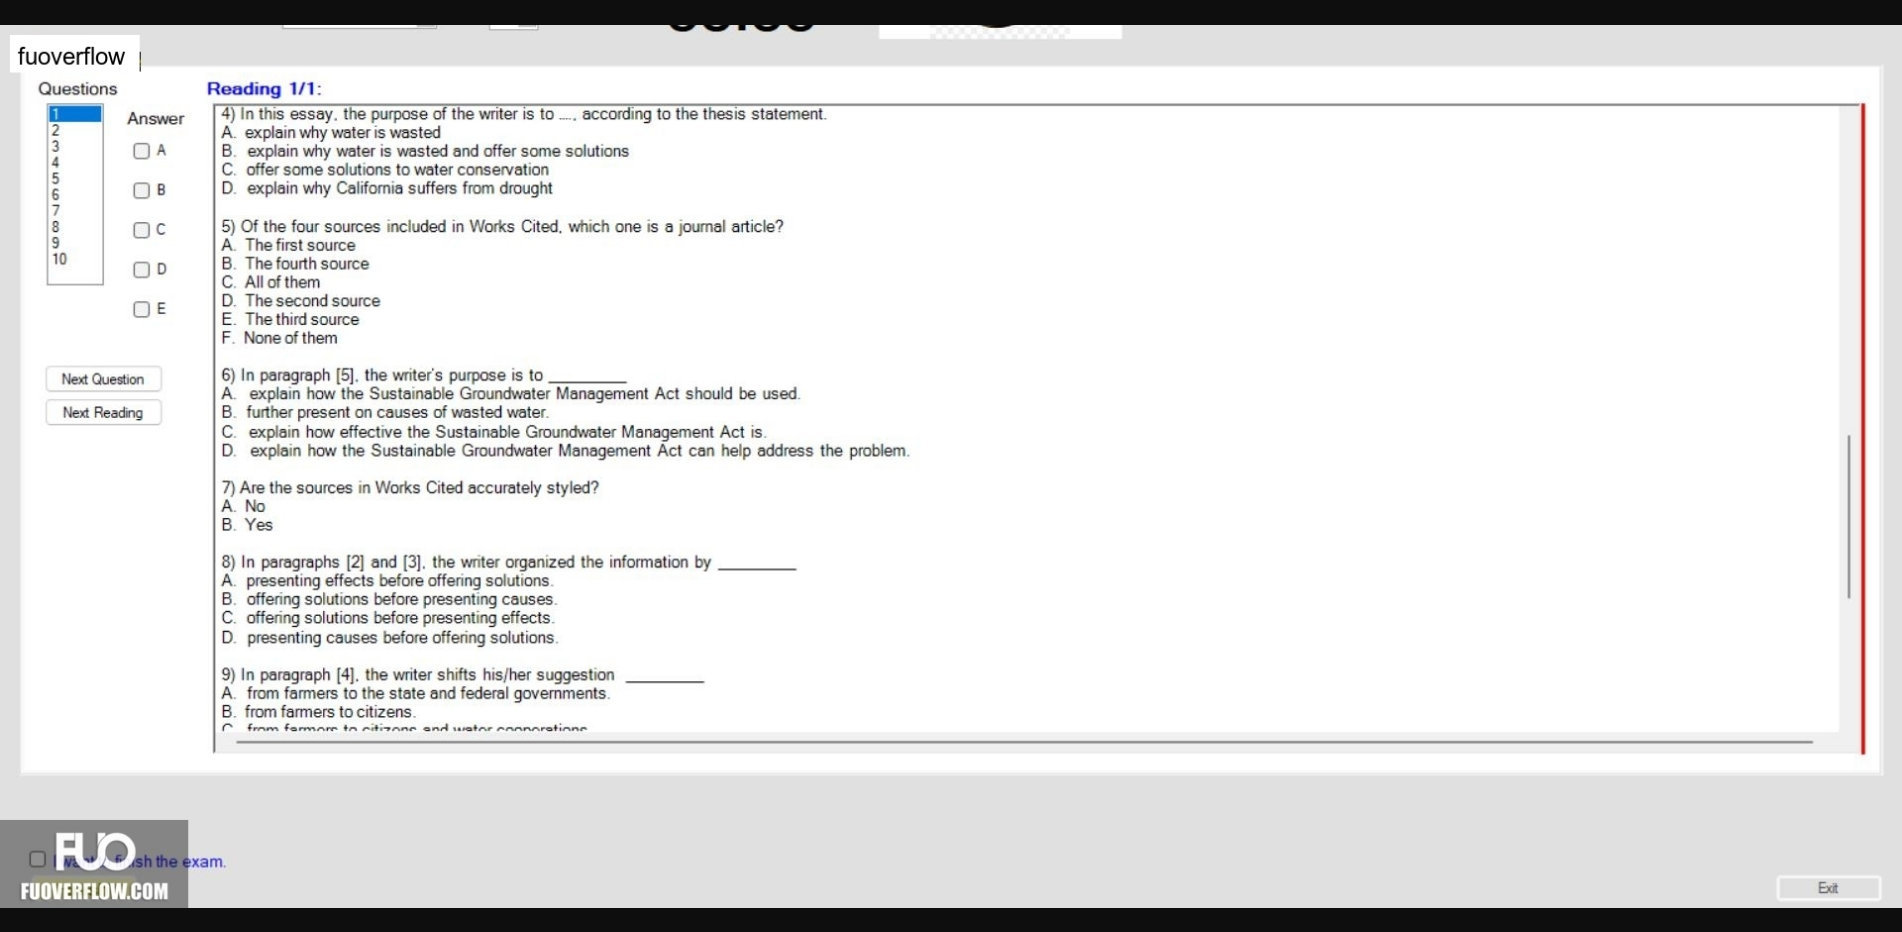 fuoverflow
Questions
Reading 1/1:
1
2
3
4
5
6
7
8
9
10
Answer
A
B
C
D
E
Next Question
Next Reading
4) In this essay, the purpose of the writer is to ...., according to the thesis statement.
A. explain why water is wasted
B. explain why water is wasted and offer some solutions
C. offer some solutions to water conservation
D. explain why California suffers from drought
5) Of the four sources included in Works Cited, which one is a journal article?
A. The first source
B. The fourth source
C. All of them
D. The second source
E. The third source
F. None of them
6) In paragraph [5], the writer's purpose is to ________
A. explain how the Sustainable Groundwater Management Act should be used.
B. further present on causes of wasted water.
C. explain how effective the Sustainable Groundwater Management Act is.
D. explain how the Sustainable Groundwater Management Act can help address the problem.
7) Are the sources in Works Cited accurately styled?
A. No
B. Yes
8) In paragraphs [2] and [3], the writer organized the information by ________
A. presenting effects before offering solutions.
B. offering solutions before presenting causes.
C. offering solutions before presenting effects.
D. presenting causes before offering solutions.
9) In paragraph [4], the writer shifts his/her suggestion ________
A. from farmers to the state and federal governments.
B. from farmers to citizens.
C. from farmers to citizens and water cooperations
the exam.
FUO
FUOVERFLOW.COM
Exit